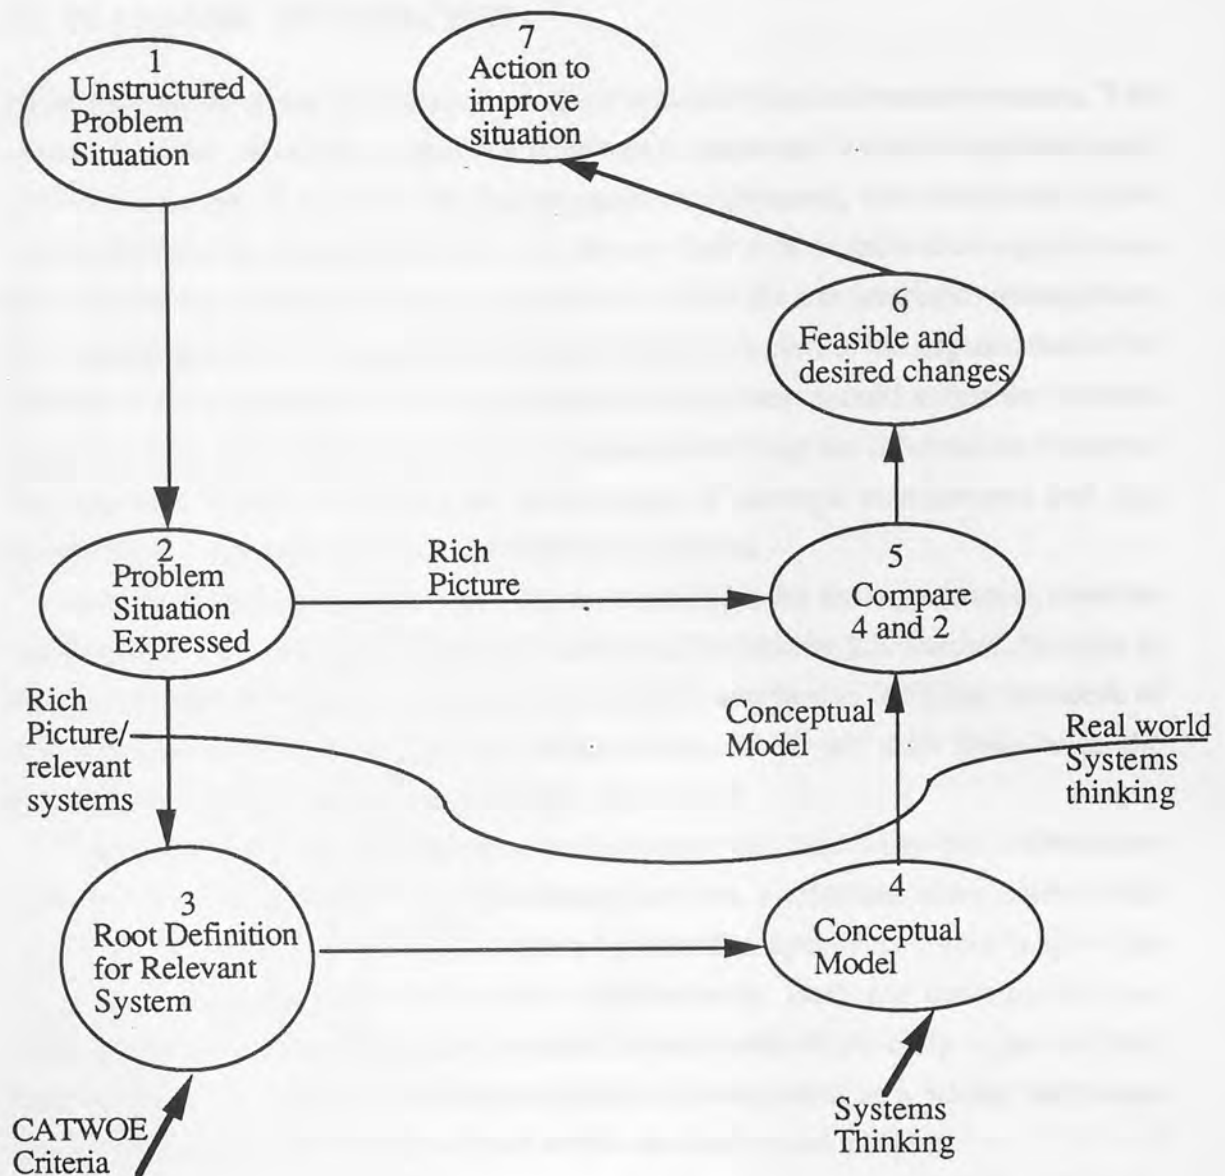 1
Unstructured
Problem
Situation
7
Action to
improve
situation
6
Feasible and
desired changes
2
Problem
Situation
Expressed
Rich
Picture
5
Compare
4 and 2
Rich
Picture/
relevant
systems
Conceptual
Model
Real world
Systems
thinking
3
Root Definition
for Relevant
System
4
Conceptual
Model
CATWOE
Criteria
Systems
Thinking